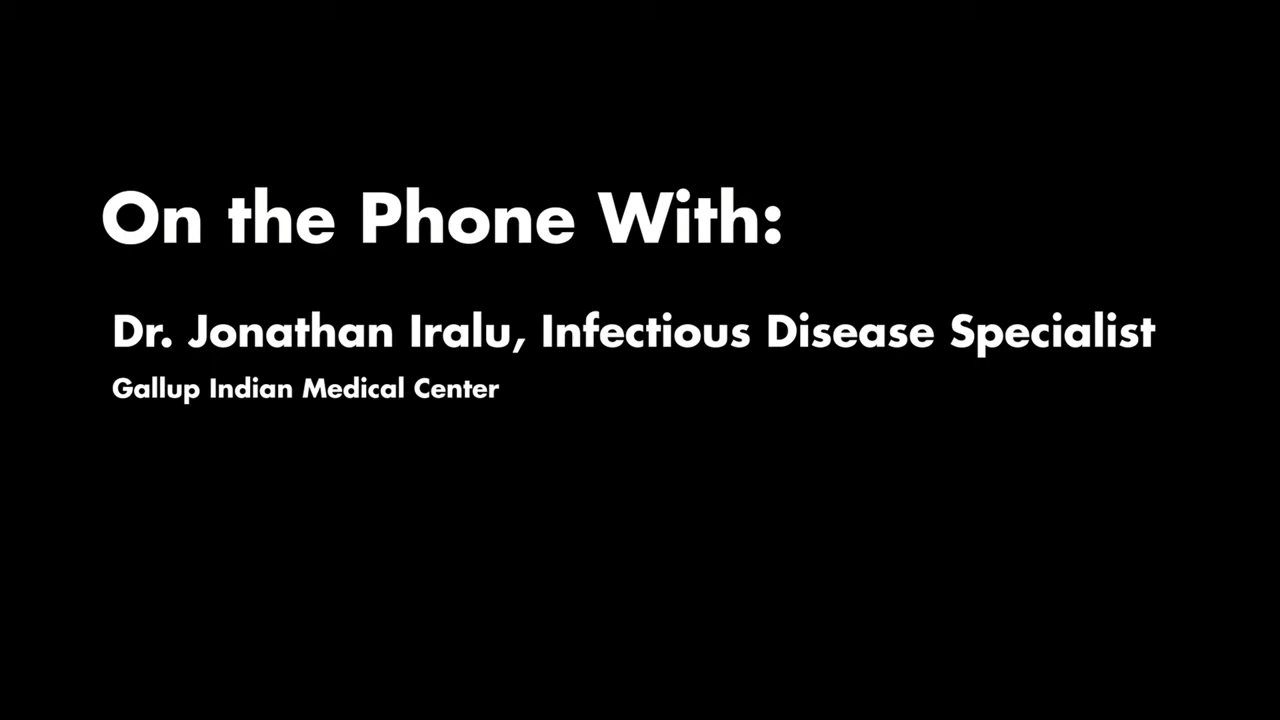 On the Phone With:
Dr. Jonathan Iralu, Infectious Disease Specialist
Gallup Indian Medical Center